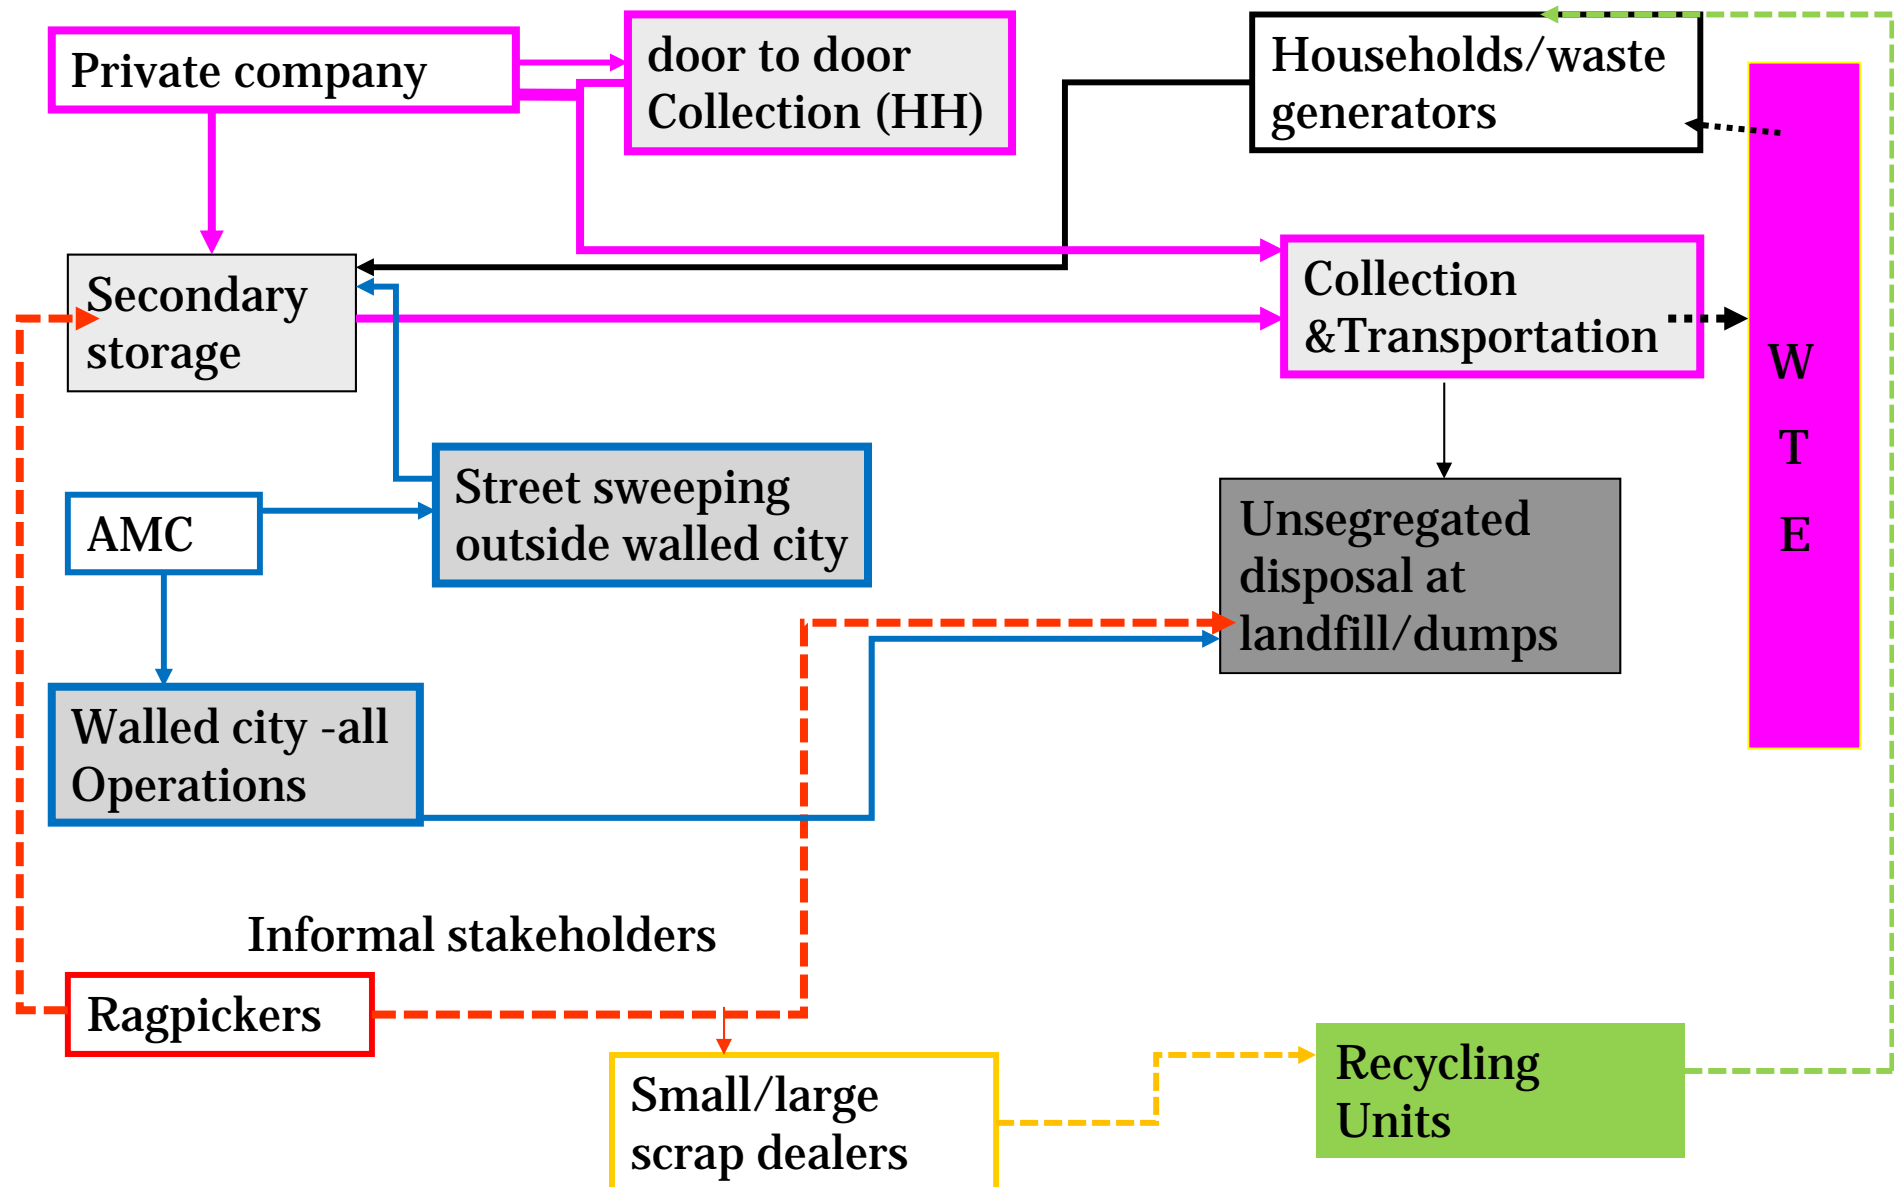 Private company
door to door
Collection (HH)
Households/waste
generators
Secondary
storage
Collection
&Transportation
W
T
E
Street sweeping
outside walled city
AMC
Unsegregated
disposal at
landfill/dumps
Walled city -all
Operations
Informal stakeholders
Ragpickers
Small/large
scrap dealers
Recycling
Units